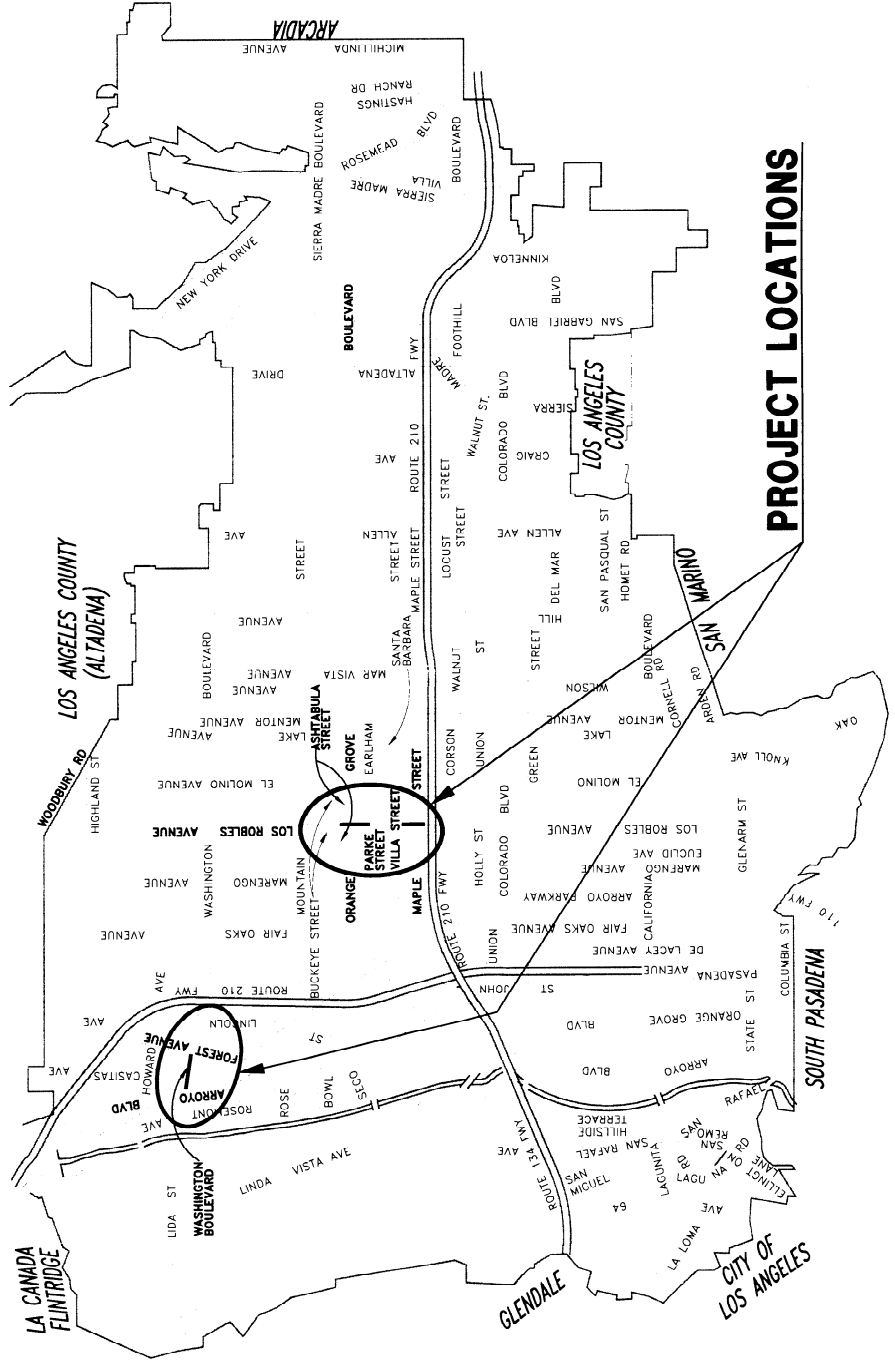 ARCADIA
MICHILLINDA AVENUE
HASTINGS
RANCH DR
ROSEMEAD BLVD
SIERRA MADRE
VILLA
BOULEVARD
SIERRA MADRE BOULEVARD
NEW YORK DRIVE
KINNELOA
BLVD
SAN GABRIEL BLVD
BOULEVARD
FOOTHILL
MADRE
SIERRA
ALTADENA
DRIVE
FWY
ROUTE 210
WALNUT ST.
BLVD
COLORADO
CRAIG
AVE
LOS ANGELES
COUNTY
PROJECT LOCATIONS
STREET
LOCUST
STREET
ALLEN
AVE
ALLEN AVE
STREET
STREET
MAPLE STREET
DEL MAR
SAN PASQUAL ST
HOMET RD
SAN MARINO
LOS ANGELES COUNTY
(ALTADENA)
HILL
AVENUE
SANTA
BARBARA
WALNUT
ST
STREET
MAR VISTA
AVENUE
BOULEVARD
AVENUE
WILSON
BOULEVARD
CORNELL RD
ARDEN RD
MENTOR AVENUE
LAKE
AVENUE
MENTOR
AVENUE
LAKE
ASHTABULA
STREET
GROVE
EARLHAM
STREET
CORSON
UNION
GREEN
WOODBURY RD
HIGHLAND ST
EL MOLINO AVENUE
EL MOLINO
KNOLL AVE
OAK
LOS ROBLES
AVENUE
LOS ROBLES
AVENUE
PARKE
STREET
VILLA STREET
BLVD
HOLLY ST
COLORADO
EUCLID AVE
MARENGO
AVENUE
GLENARM ST
WASHINGTON
MARENGO
AVENUE
MOUNTAIN
BUCKEYE STREET
ORANGE
MAPLE
ROUTE 210 FWY
ARROYO PARKWAY
CALIFORNIA
110 FWY
FAIR OAKS
AVENUE
FAIR OAKS AVENUE
DE LACEY AVENUE
UNION
PASADENA
AVENUE
COLUMBIA ST
SOUTH PASADENA
ROUTE 210
FWY
AVE
ST
JOHN
ORANGE GROVE
BLVD
STATE ST
LINCOLN
AVE
FOREST AVENUE
HOWARD
CASITAS
AVE
ST
ARROYO
BLVD
ARROYO
BLVD
ROSEMONT
AVE
ROSE
BOWL
SECO
RAFAEL
SAN
HILLSIDE
TERRACE
SAN RAFAEL
AVE
SAN
REMO
RD
ELLINGTON
LANE
LAGUNA
RD
LAGUNITA
LINDA VISTA AVE
ROUTE 134 FWY
SAN
MIGUEL
64
AVE
LA LOMA
LIDA ST
WASHINGTON
BOULEVARD
LA CANADA
FLINTRIDGE
GLENDALE
CITY OF
LOS ANGELES